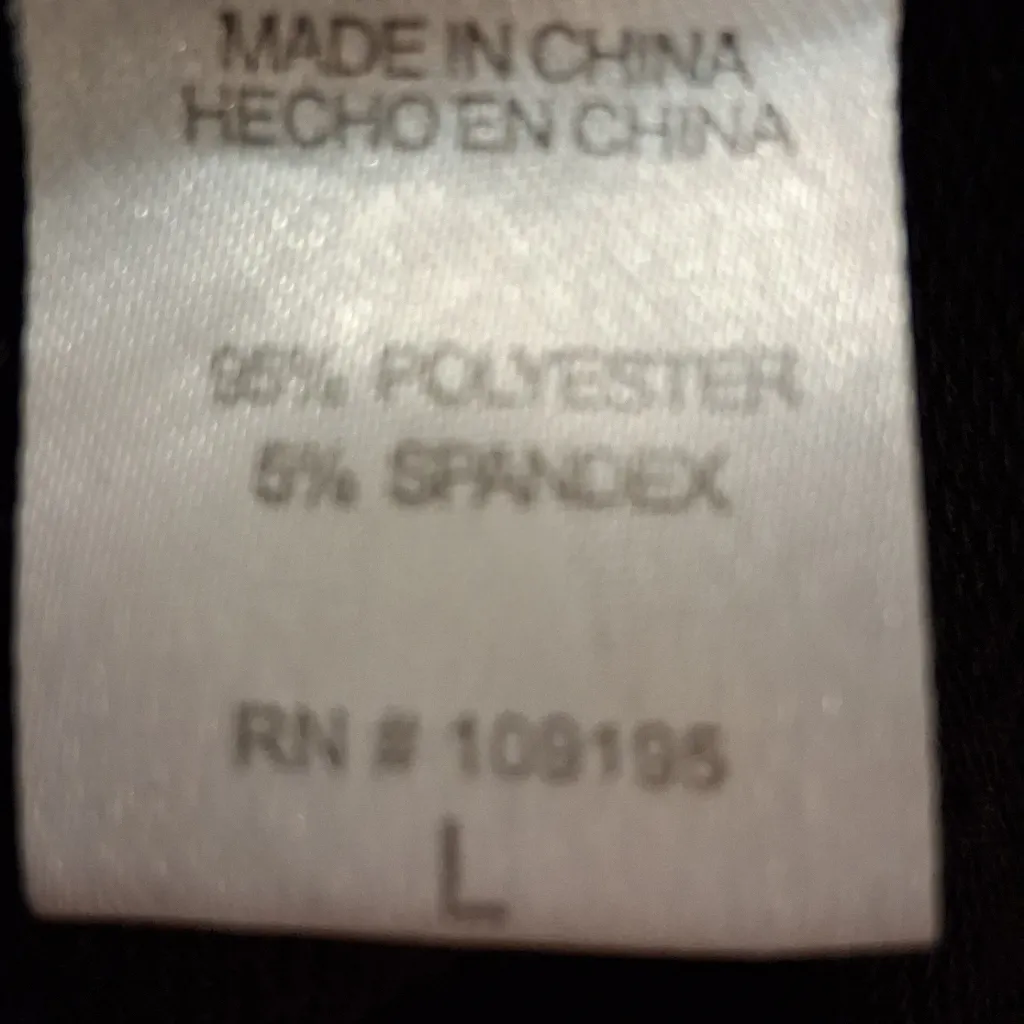 MADE IN CHINA
HECHO EN CHINA
95% POLYESTER
5% SPANDEX
RN # 109195
L